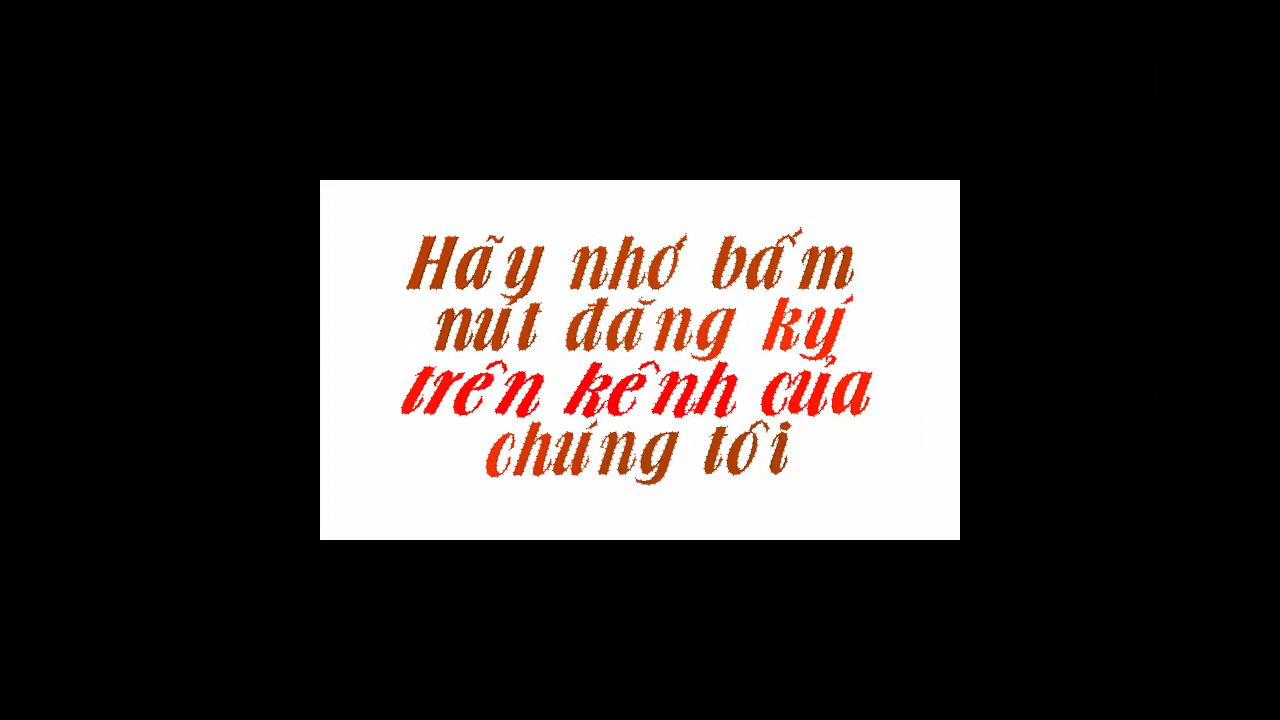 Hãy nhớ bấm
nút đăng ký
trên kênh của
chúng tôi